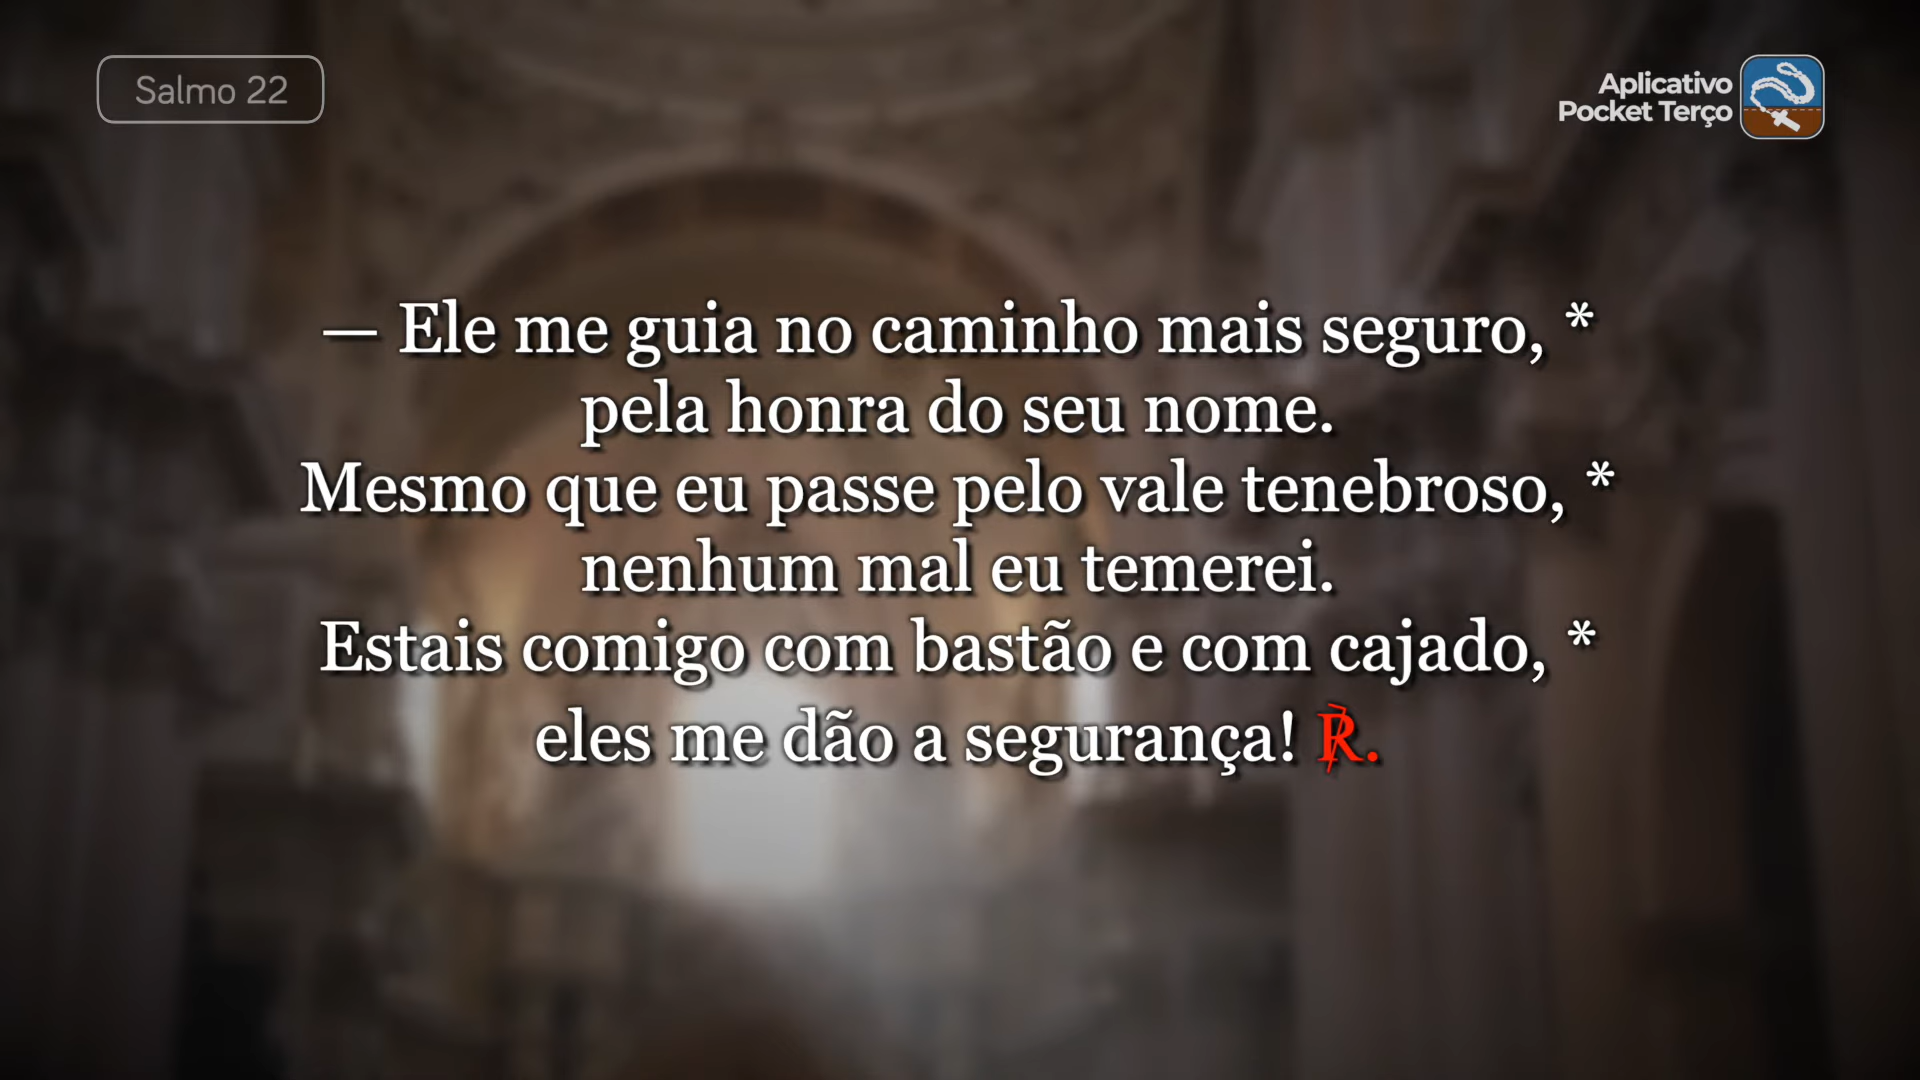 Salmo 22
Aplicativo
Pocket Terço
— Ele me guia no caminho mais seguro, *
pela honra do seu nome.
Mesmo que eu passe pelo vale tenebroso, *
nenhum mal eu temerei.
Estais comigo com bastão e com cajado, *
eles me dão a segurança! ℟.